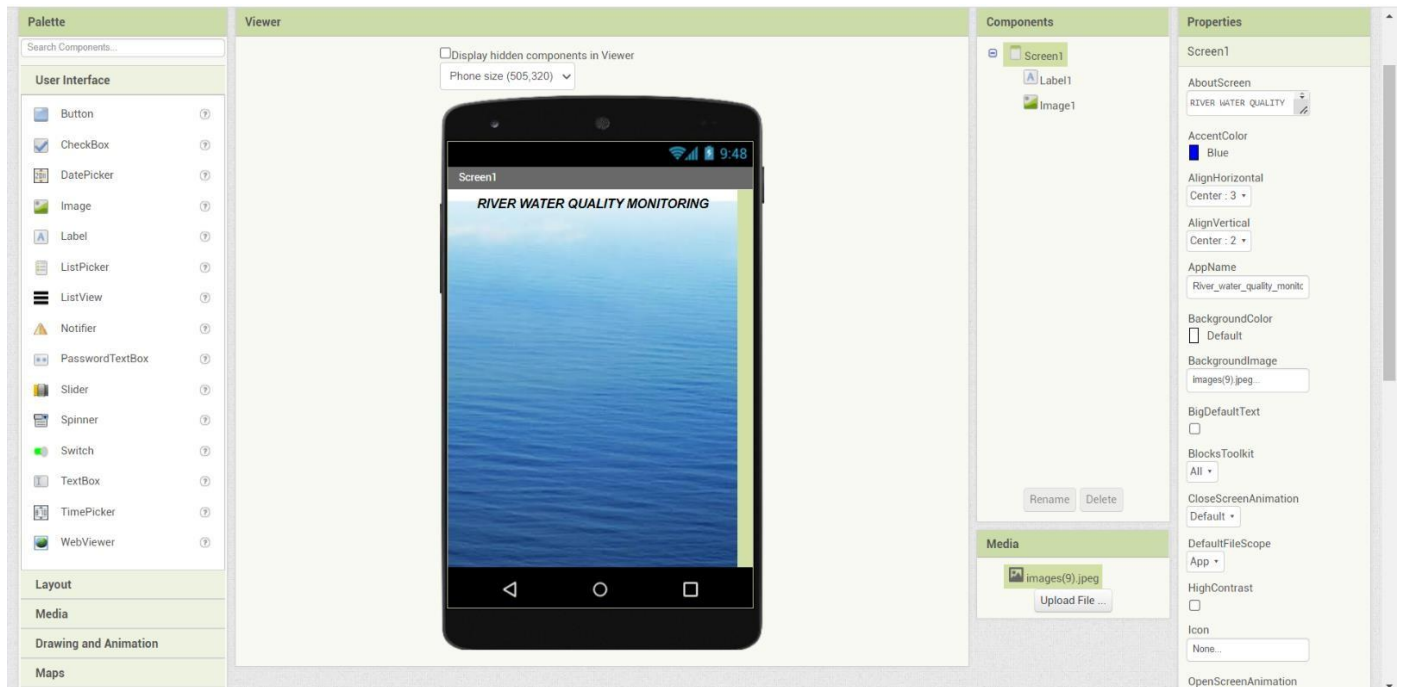 Palette
Search Components...
User Interface
Button
CheckBox
DatePicker
Image
Label
ListPicker
ListView
Notifier
PasswordTextBox
Slider
Spinner
Switch
TextBox
TimePicker
WebViewer
Layout
Media
Drawing and Animation
Maps
Viewer
Display hidden components in Viewer
Phone size (505,320)
9:48
Screen1
RIVER WATER QUALITY MONITORING
Components
Screen1
Label1
Image1
Rename Delete
Media
images(9).jpeg
Upload File ...
Properties
Screen1
AboutScreen
RIVER WATER QUALITY
AccentColor
Blue
AlignHorizontal
Center : 3
AlignVertical
Center : 2
AppName
River_water_quality_monitc
BackgroundColor
Default
BackgroundImage
images(9).jpeg...
BigDefaultText
BlocksToolkit
All
CloseScreenAnimation
Default
DefaultFileScope
App
HighContrast
Icon
None...
OpenScreenAnimation